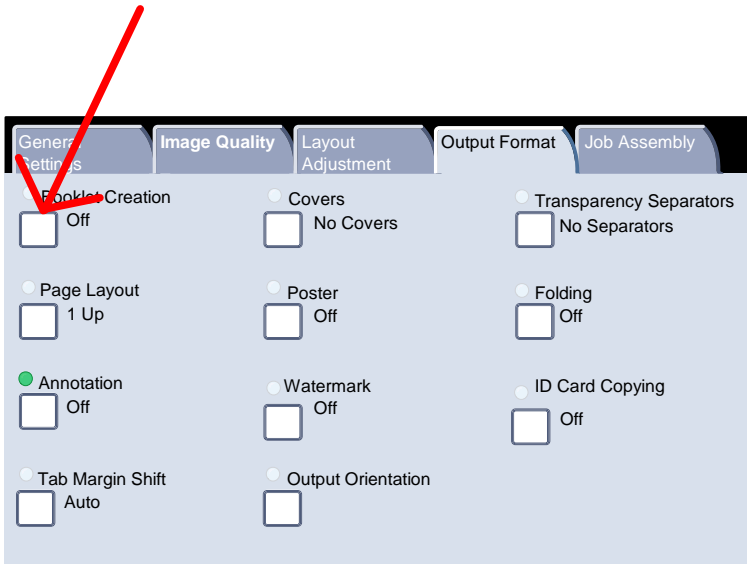 General
Settings
Image Quality
Layout
Adjustment
Output Format
Job Assembly
Booklet Creation
Off
Covers
No Covers
Transparency Separators
No Separators
Page Layout
1 Up
Poster
Off
Folding
Off
Annotation
Off
Watermark
Off
ID Card Copying
Off
Tab Margin Shift
Auto
Output Orientation